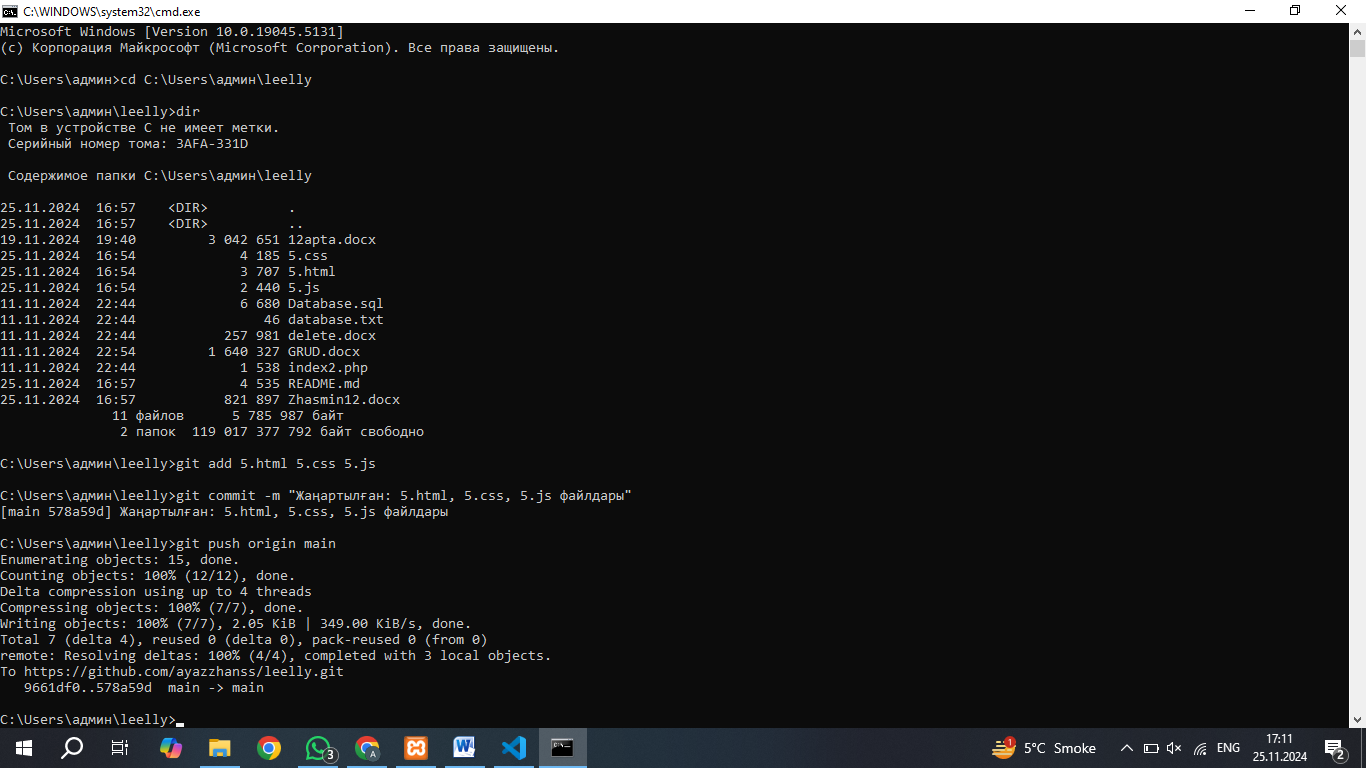 C:\WINDOWS\system32\cmd.exe
Microsoft Windows [Version 10.0.19045.5131]
(c) Корпорация Майкрософт (Microsoft Corporation). Все права защищены.
C:\Users\админ>cd C:\Users\админ\leelly
C:\Users\админ\leelly>dir
Том в устройстве C не имеет метки.
Серийный номер тома: 3AFA-331D
Содержимое папки C:\Users\админ\leelly
25.11.2024  16:57    <DIR>          .
25.11.2024  16:57    <DIR>          ..
19.11.2024  19:40         3 042 651 12apta.docx
25.11.2024  16:54             4 185 5.css
25.11.2024  16:54             3 707 5.html
25.11.2024  16:54             2 440 5.js
11.11.2024  22:44             6 680 Database.sql
11.11.2024  22:44                46 database.txt
11.11.2024  22:44           257 981 delete.docx
11.11.2024  22:54         1 640 327 GRUD.docx
11.11.2024  22:44             1 538 index2.php
25.11.2024  16:57             4 535 README.md
25.11.2024  16:57           821 897 Zhasmin12.docx
11 файлов      5 785 987 байт
2 папок  119 017 377 792 байт свободно
C:\Users\админ\leelly>git add 5.html 5.css 5.js
C:\Users\админ\leelly>git commit -m "Жаңартылған: 5.html, 5.css, 5.js файлдары"
[main 578a59d] Жаңартылған: 5.html, 5.css, 5.js файлдары
C:\Users\админ\leelly>git push origin main
Enumerating objects: 15, done.
Counting objects: 100% (12/12), done.
Delta compression using up to 4 threads
Compressing objects: 100% (7/7), done.
Writing objects: 100% (7/7), 2.05 KiB | 349.00 KiB/s, done.
Total 7 (delta 4), reused 0 (delta 0), pack-reused 0 (from 0)
remote: Resolving deltas: 100% (4/4), completed with 3 local objects.
To https://github.com/ayazzhanss/leelly.git
9661df0..578a59d  main -> main
C:\Users\админ\leelly>
3
1
5°C Smoke
ENG
17:11
25.11.2024
2